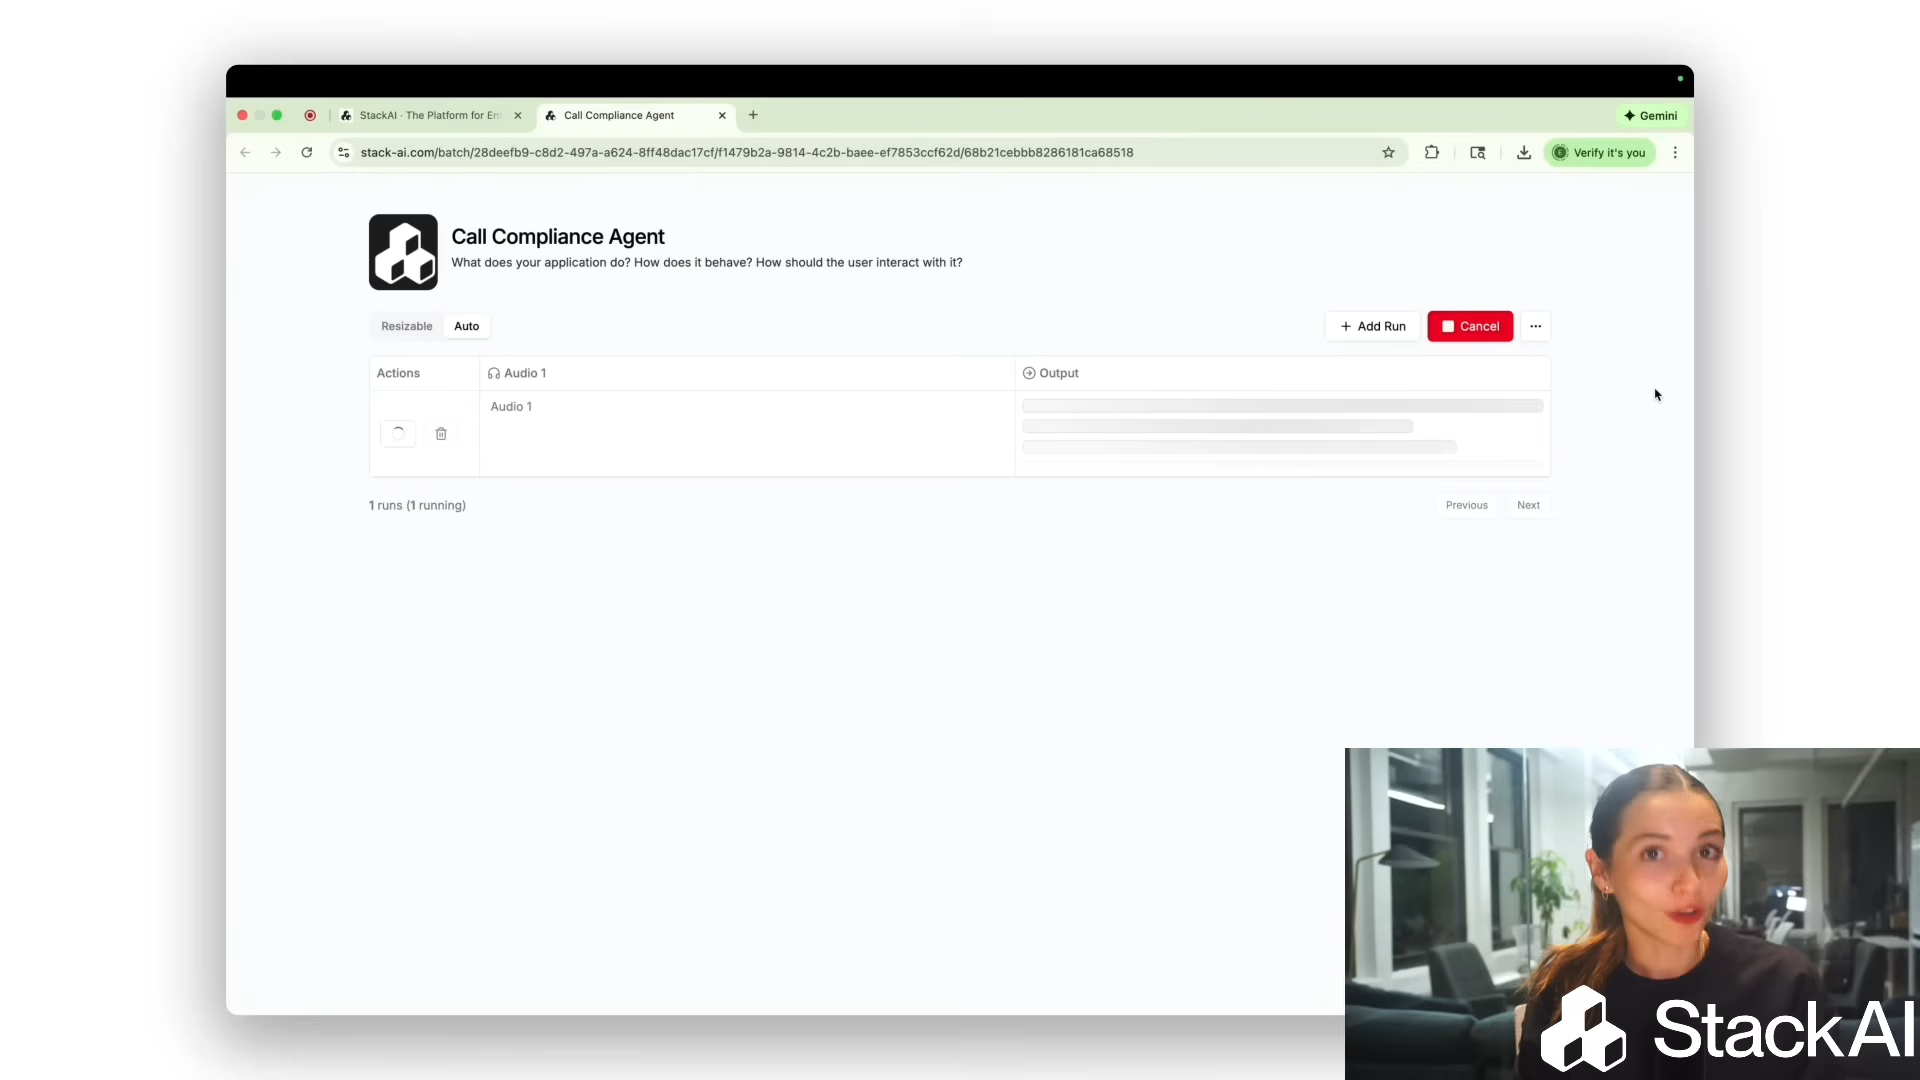 StackAI · The Platform for En
Call Compliance Agent
Gemini
stack-ai.com/batch/28deefb9-c8d2-497a-a624-8ff48dac17cf/f1479b2a-9814-4c2b-baee-ef7853ccf62d/68b21cebbb8286181ca68518
Verify it's you
Call Compliance Agent
What does your application do? How does it behave? How should the user interact with it?
Resizable
Auto
+ Add Run
Cancel
Actions
Audio 1
Output
Audio 1
1 runs (1 running)
Previous
Next
StackAI